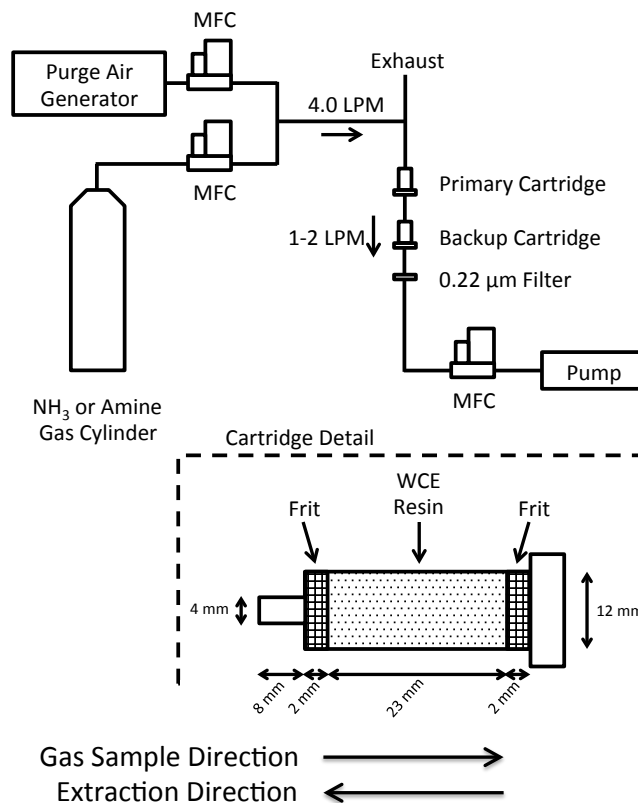 MFC
Purge Air
Generator
Exhaust
4.0 LPM
MFC
Primary Cartridge
1-2 LPM
Backup Cartridge
0.22 µm Filter
Pump
MFC
NH₃ or Amine
Gas Cylinder
Cartridge Detail
WCE
Resin
Frit
Frit
4 mm
12 mm
8 mm
2 mm
23 mm
2 mm
Gas Sample Direction
Extraction Direction